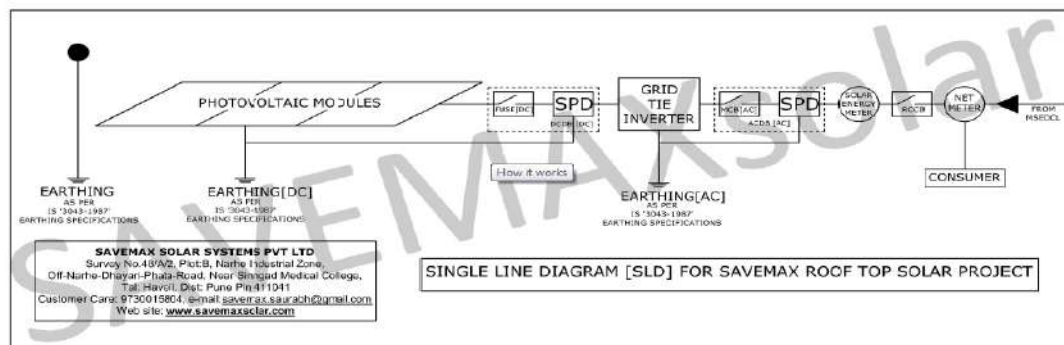 SAVEMAXsolar
PHOTOVOLTAIC MODULES
FUSE[DC]
SPD
DCDB [DC]
GRID
TIE
INVERTER
MCB[AC]
SPD
ACDB [AC]
SOLAR
ENERGY
METER
RCCB
NET
METER
FROM
MSEDCL
CONSUMER
How it works
EARTHING
AS PER
IS '3043-1987'
EARTHING SPECIFICATIONS
EARTHING[DC]
AS PER
IS '3043-1987'
EARTHING SPECIFICATIONS
EARTHING[AC]
AS PER
IS '3043-1987'
EARTHING SPECIFICATIONS
SAVEMAX SOLAR SYSTEMS PVT LTD
Survey No.48/A/2, Plot:B, Narhe Industrial Zone,
Off-Narhe-Dhayari-Phata-Road, Near Sinhgad Medical College,
Tal: Haveli, Dist: Pune Pin 411041
Customer Care: 9730015804, e-mail:savemax.saurabh@gmail.com
Web site: www.savemaxsolar.com
SINGLE LINE DIAGRAM [SLD] FOR SAVEMAX ROOF TOP SOLAR PROJECT